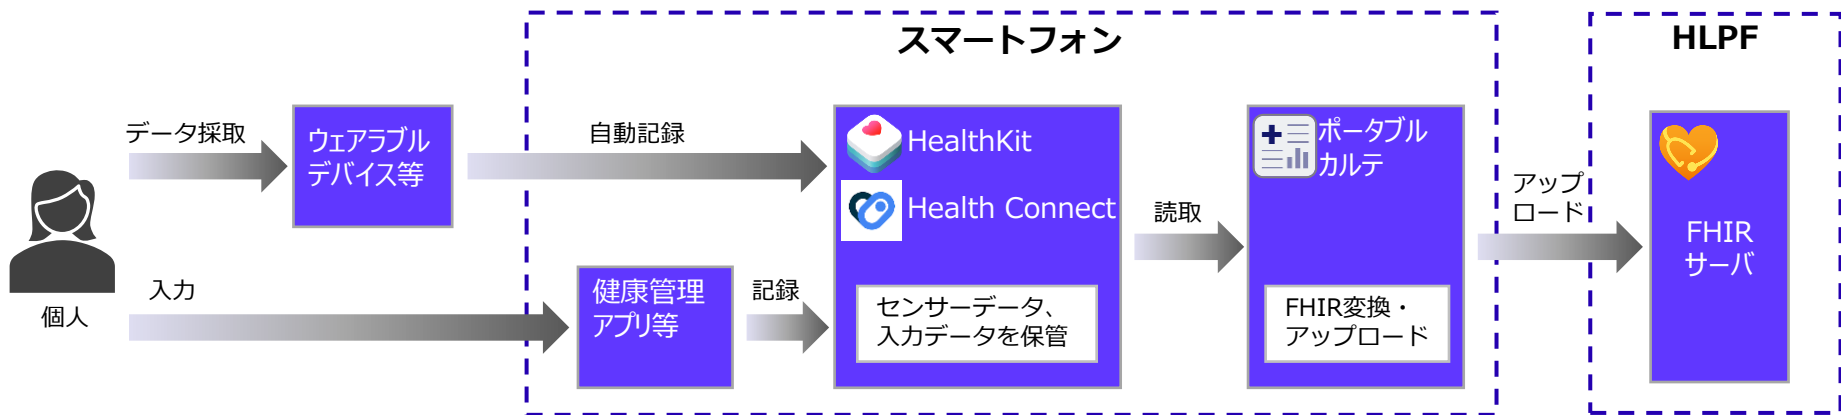 スマートフォン
HLPF
データ採取
ウェアラブル
デバイス等
自動記録
HealthKit
Health Connect
センサーデータ、
入力データを保管
個人
入力
健康管理
アプリ等
記録
読取
ポータブル
カルテ
FHIR変換・
アップロード
アップ
ロード
FHIR
サーバ